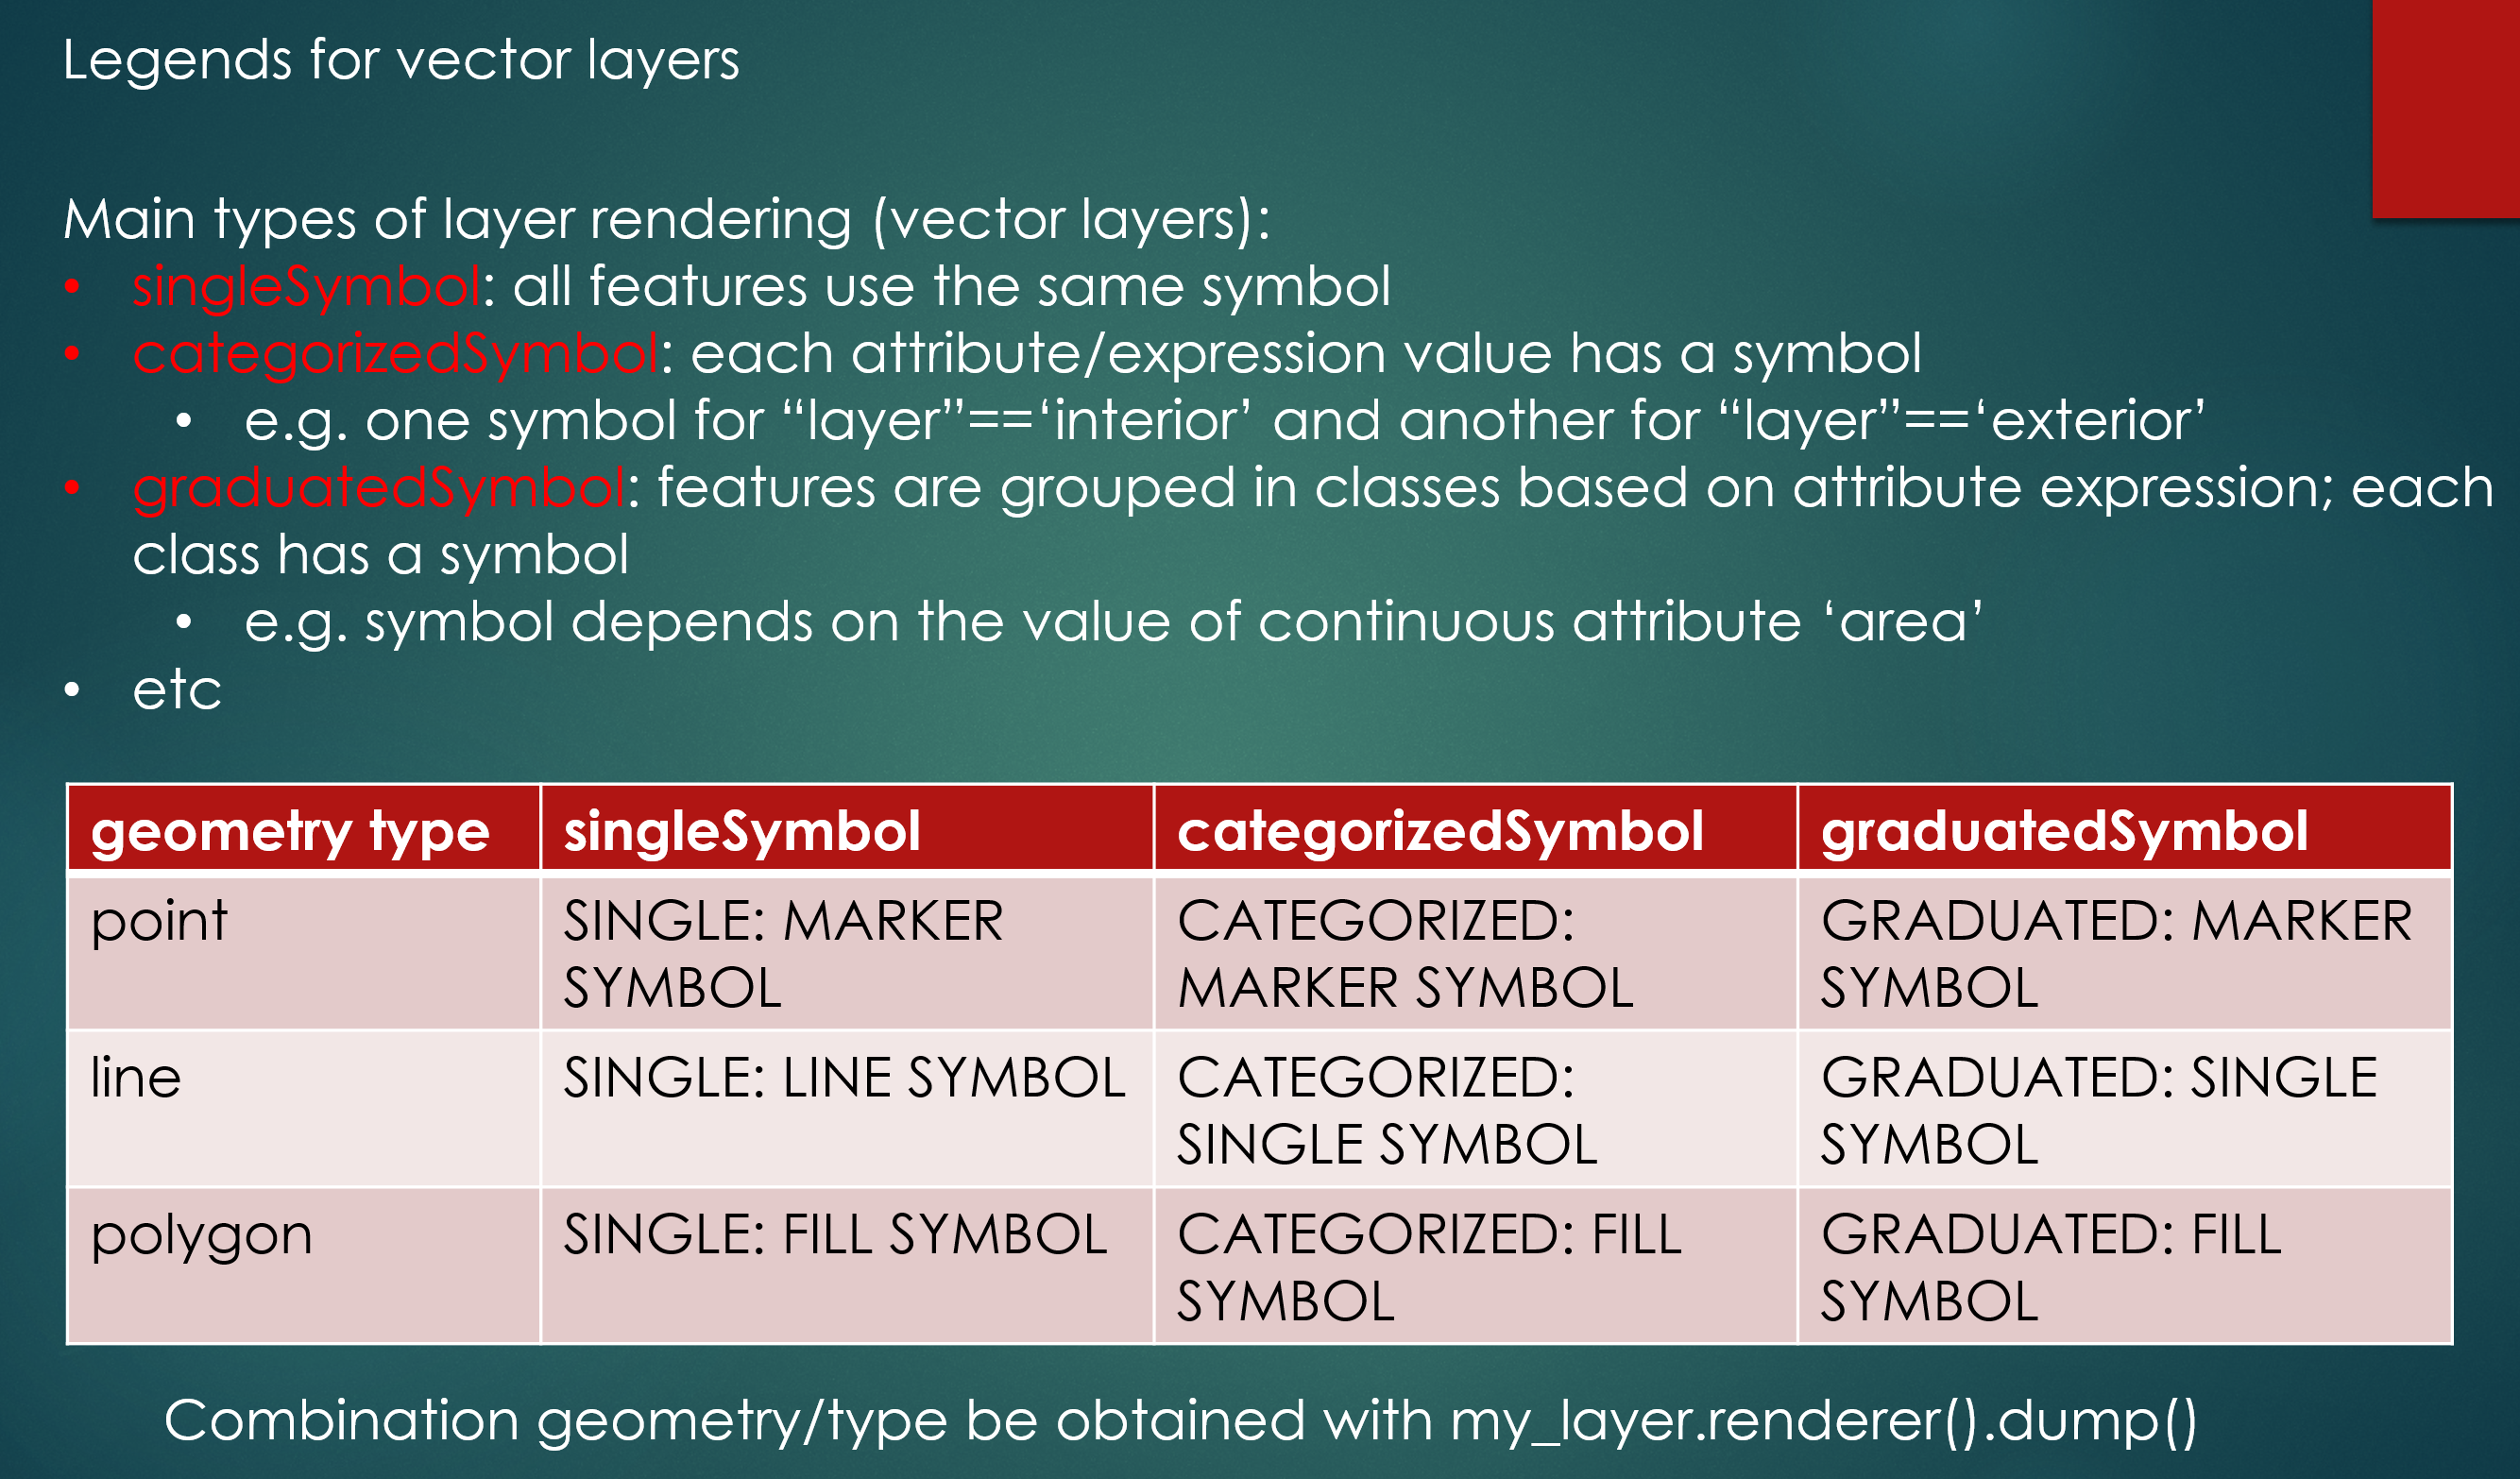 Legends for vector layers
Main types of layer rendering (vector layers):
• singleSymbol: all features use the same symbol
• categorizedSymbol: each attribute/expression value has a symbol
• e.g. one symbol for “layer”==‘interior’ and another for “layer”==‘exterior’
• graduatedSymbol: features are grouped in classes based on attribute expression; each
class has a symbol
• e.g. symbol depends on the value of continuous attribute ‘area’
• etc
geometry type singleSymbol categorizedSymbol graduatedSymbol
point SINGLE: MARKER CATEGORIZED: GRADUATED: MARKER
SYMBOL MARKER SYMBOL SYMBOL
line SINGLE: LINE SYMBOL CATEGORIZED: GRADUATED: SINGLE
SINGLE SYMBOL SYMBOL
polygon SINGLE: FILL SYMBOL CATEGORIZED: FILL GRADUATED: FILL
SYMBOL SYMBOL
Combination geometry/type be obtained with my_layer.renderer().dump()